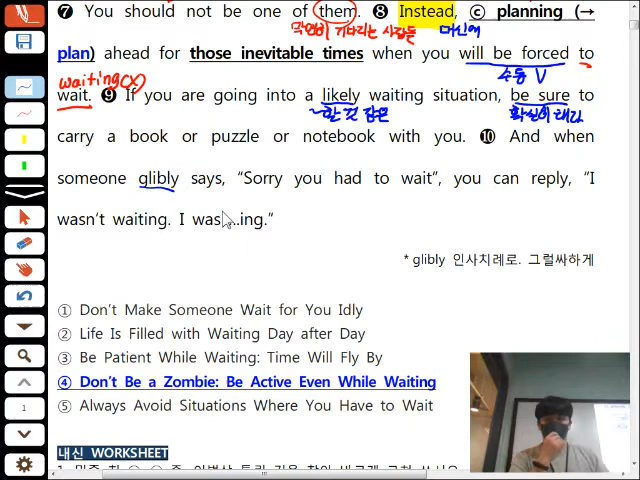 ❼ You should not be one of them. ❽ Instead, ⓒ planning (→
막연히 기다리는 사람들 대신에
plan) ahead for those inevitable times when you will be forced to
waiting(X) 수동 V
wait. ❾ If you are going into a likely waiting situation, be sure to
~할 것 같은 확실히 해라
carry a book or puzzle or notebook with you. ❿ And when
someone glibly says, “Sorry you had to wait”, you can reply, “I
wasn’t waiting. I was….ing.”
* glibly 인사치례로. 그럴싸하게
① Don’t Make Someone Wait for You Idly
② Life Is Filled with Waiting Day after Day
③ Be Patient While Waiting: Time Will Fly By
④ Don’t Be a Zombie: Be Active Even While Waiting
1
⑤ Always Avoid Situations Where You Have to Wait
내신 WORKSHEET